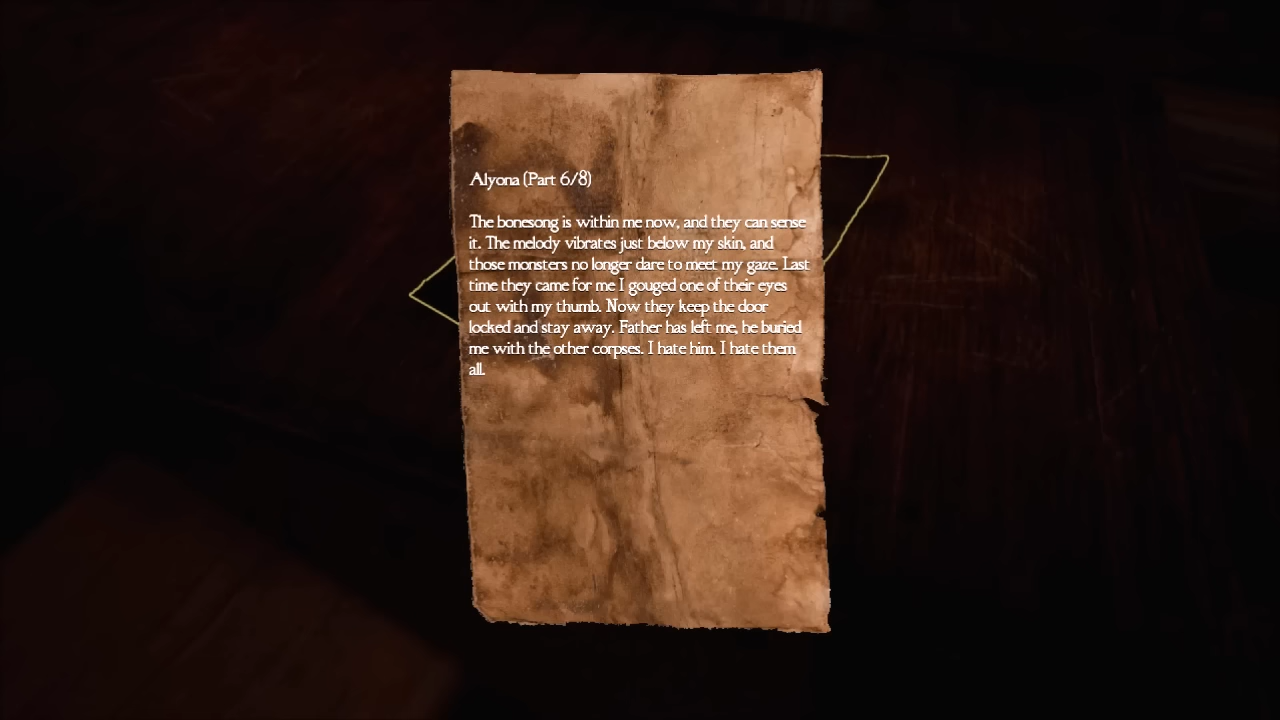 Alyona (Part 6/8)
The bonesong is within me now, and they can sense
it. The melody vibrates just below my skin, and
those monsters no longer dare to meet my gaze. Last
time they came for me I gouged one of their eyes
out with my thumb. Now they keep the door
locked and stay away. Father has left me, he buried
me with the other corpses. I hate him. I hate them
all.